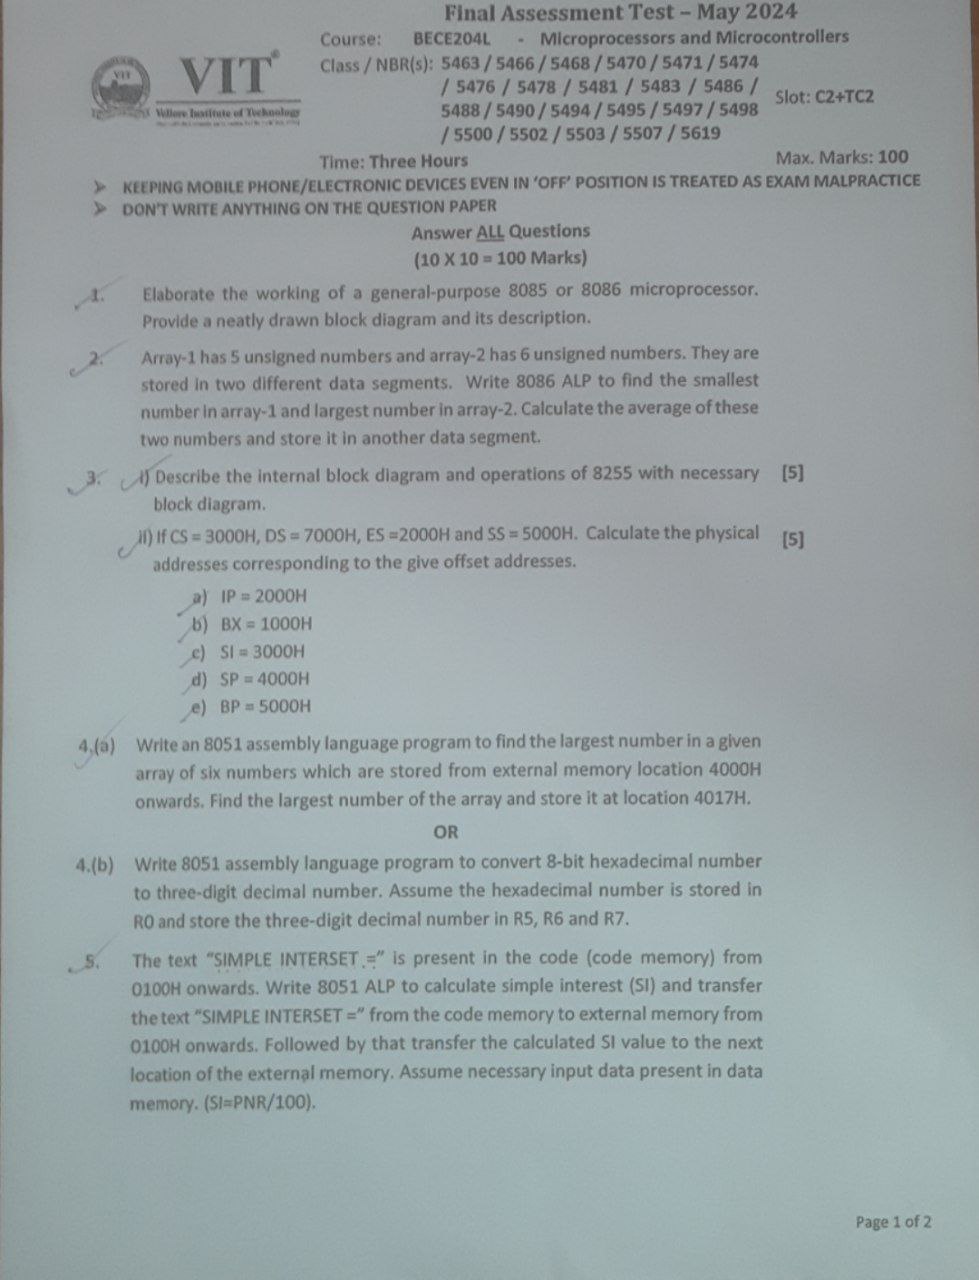 Final Assessment Test – May 2024
Course: BECE204L - Microprocessors and Microcontrollers
Class / NBR(s): 5463 / 5466 / 5468 / 5470 / 5471 / 5474
/ 5476 / 5478 / 5481 / 5483 / 5486 /
Slot: C2+TC2
5488 / 5490 / 5494 / 5495 / 5497 / 5498
/ 5500 / 5502 / 5503 / 5507 / 5619
VIT
VIT®
Vellore Institute of Technology
Time: Three Hours Max. Marks: 100
➢ KEEPING MOBILE PHONE/ELECTRONIC DEVICES EVEN IN ‘OFF’ POSITION IS TREATED AS EXAM MALPRACTICE
➢ DON'T WRITE ANYTHING ON THE QUESTION PAPER
Answer ALL Questions
(10 X 10 = 100 Marks)
1. Elaborate the working of a general-purpose 8085 or 8086 microprocessor.
Provide a neatly drawn block diagram and its description.
2. Array-1 has 5 unsigned numbers and array-2 has 6 unsigned numbers. They are
stored in two different data segments. Write 8086 ALP to find the smallest
number in array-1 and largest number in array-2. Calculate the average of these
two numbers and store it in another data segment.
3. i) Describe the internal block diagram and operations of 8255 with necessary [5]
block diagram.
ii) If CS = 3000H, DS = 7000H, ES =2000H and SS = 5000H. Calculate the physical [5]
addresses corresponding to the give offset addresses.
a) IP = 2000H
b) BX = 1000H
c) SI = 3000H
d) SP = 4000H
e) BP = 5000H
4.(a) Write an 8051 assembly language program to find the largest number in a given
array of six numbers which are stored from external memory location 4000H
onwards. Find the largest number of the array and store it at location 4017H.
OR
4.(b) Write 8051 assembly language program to convert 8-bit hexadecimal number
to three-digit decimal number. Assume the hexadecimal number is stored in
R0 and store the three-digit decimal number in R5, R6 and R7.
5. The text “SIMPLE INTERSET =” is present in the code (code memory) from
0100H onwards. Write 8051 ALP to calculate simple interest (SI) and transfer
the text “SIMPLE INTERSET =” from the code memory to external memory from
0100H onwards. Followed by that transfer the calculated SI value to the next
location of the external memory. Assume necessary input data present in data
memory. (SI=PNR/100).
Page 1 of 2